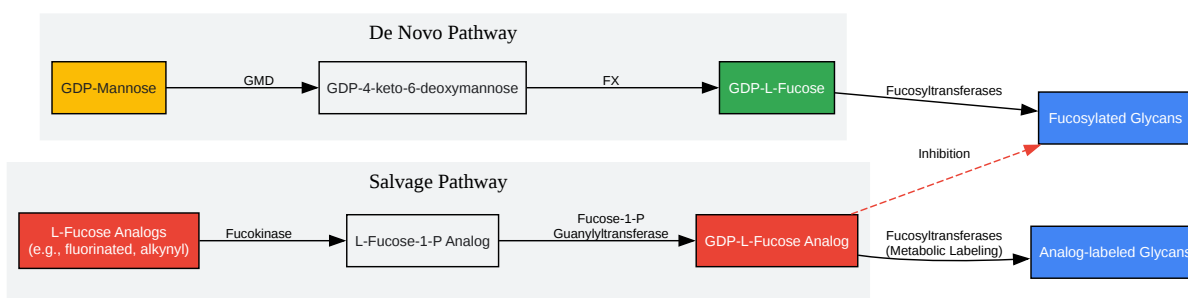 De Novo Pathway
GDP-Mannose
GMD
GDP-4-keto-6-deoxymannose
FX
GDP-L-Fucose
Fucosyltransferases
Fucosylated Glycans
Inhibition
Salvage Pathway
L-Fucose Analogs
(e.g., fluorinated, alkynyl)
Fucokinase
L-Fucose-1-P Analog
Fucose-1-P
Guanylyltransferase
GDP-L-Fucose Analog
Fucosyltransferases
(Metabolic Labeling)
Analog-labeled Glycans